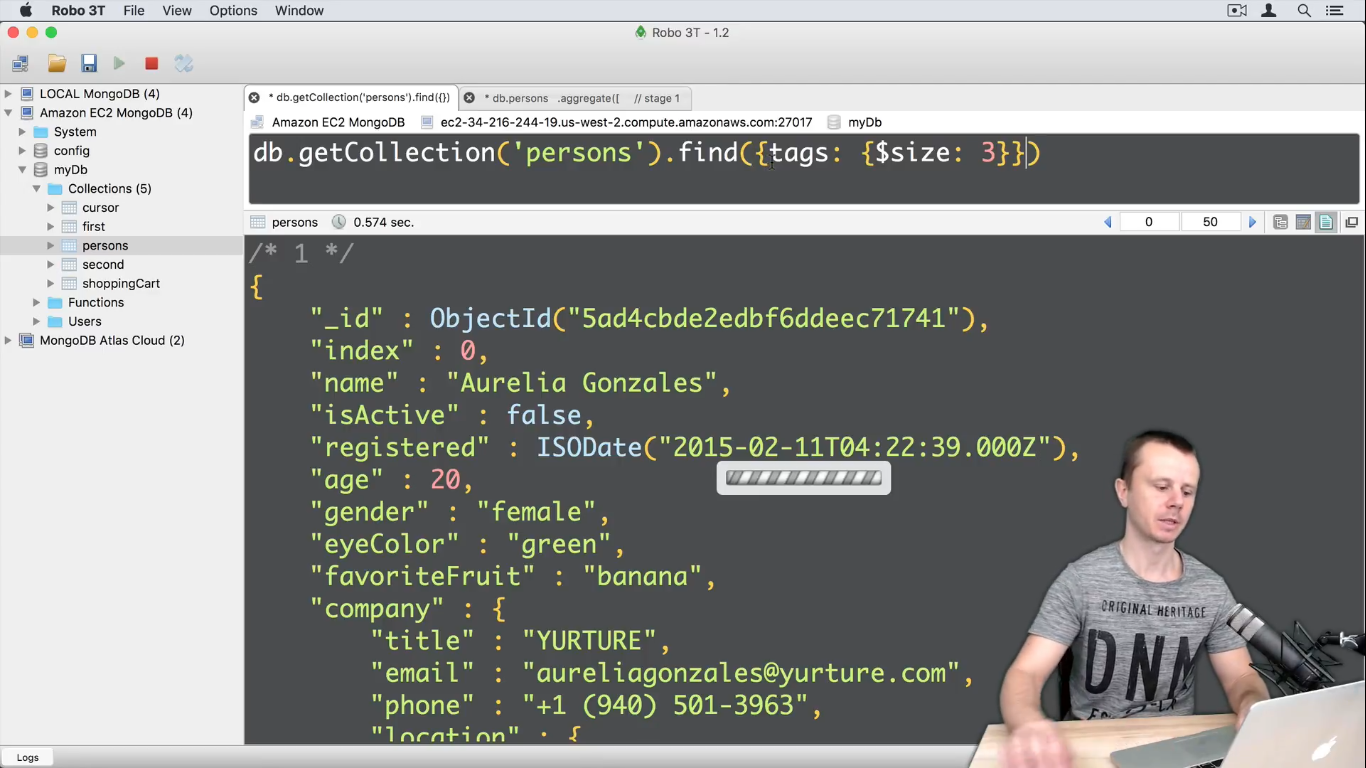 Robo 3T File View Options Window
Robo 3T - 1.2
LOCAL MongoDB (4)
Amazon EC2 MongoDB (4)
System
config
myDb
Collections (5)
cursor
first
persons
second
shoppingCart
Functions
Users
MongoDB Atlas Cloud (2)
* db.getCollection('persons').find({}) * db.persons .aggregate([ // stage 1
Amazon EC2 MongoDB ec2-34-216-244-19.us-west-2.compute.amazonaws.com:27017 myDb
db.getCollection('persons').find({tags: {$size: 3}})
persons 0.574 sec. 0 50
/* 1 */
{
"_id" : ObjectId("5ad4cbde2edbf6ddeec71741"),
"index" : 0,
"name" : "Aurelia Gonzales",
"isActive" : false,
"registered" : ISODate("2015-02-11T04:22:39.000Z"),
"age" : 20,
"gender" : "female",
"eyeColor" : "green",
"favoriteFruit" : "banana",
"company" : {
"title" : "YURTURE",
"email" : "aureliagonzales@yurture.com",
"phone" : "+1 (940) 501-3963",
"location" : {
ORIGINAL HERITAGE
DNM
Logs